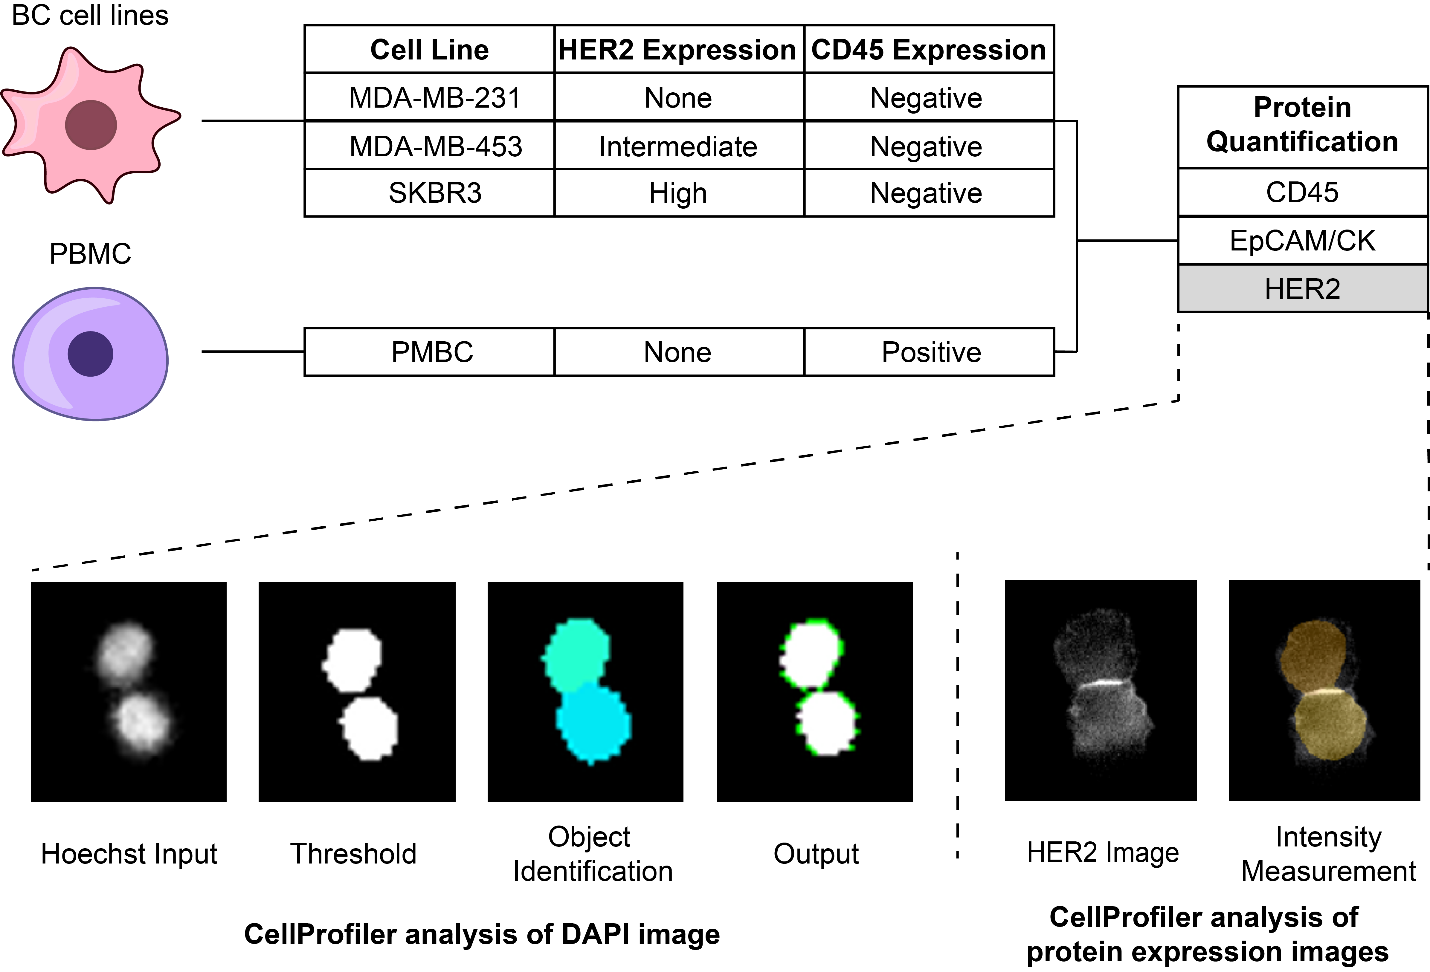 BC cell lines
Cell Line HER2 Expression CD45 Expression
MDA-MB-231 None Negative
MDA-MB-453 Intermediate Negative
SKBR3 High Negative
Protein
Quantification
CD45
EpCAM/CK
HER2
PBMC
PMBC None Positive
Hoechst Input
Threshold
Object
Identification
Output
HER2 Image
Intensity
Measurement
CellProfiler analysis of DAPI image
CellProfiler analysis of
protein expression images